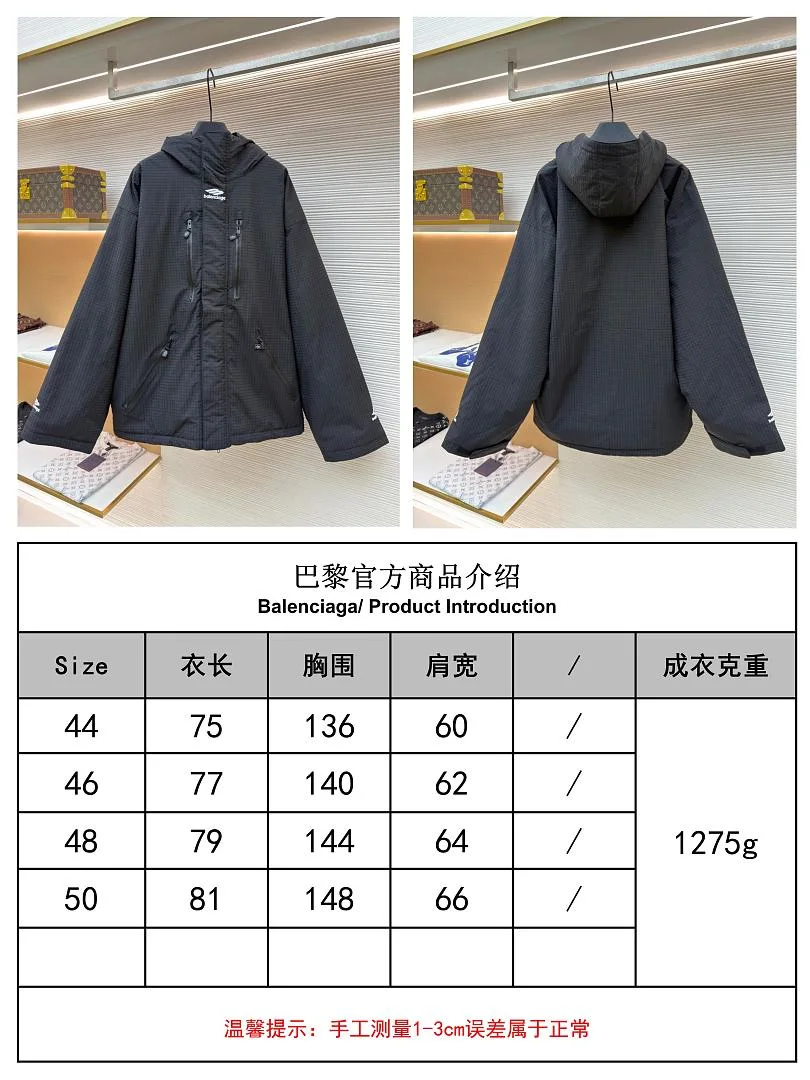 balenciaga
巴黎官方商品介绍
Balenciaga/ Product Introduction
Size 衣长 胸围 肩宽 / 成衣克重
44 75 136 60 /
46 77 140 62 /
48 79 144 64 /
50 81 148 66 /
1275g
温馨提示：手工测量1-3cm误差属于正常